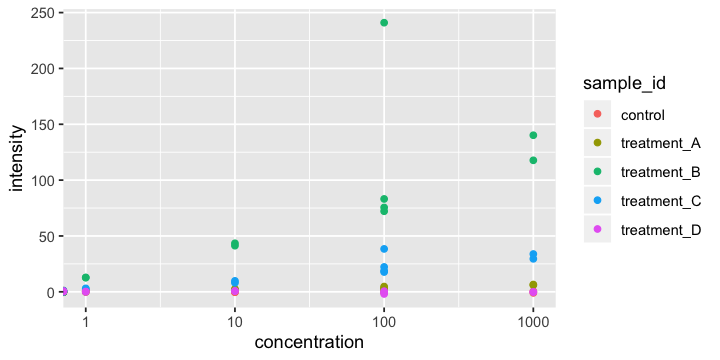 250
200
150
100
50
0
intensity
1
10
100
1000
concentration
sample_id
control
treatment_A
treatment_B
treatment_C
treatment_D